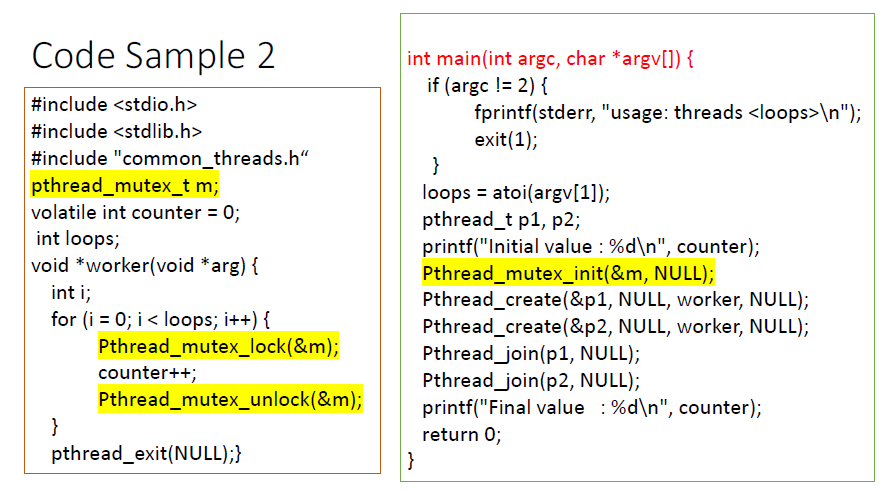 Code Sample 2
#include <stdio.h>
#include <stdlib.h>
#include "common_threads.h“
pthread_mutex_t m;
volatile int counter = 0;
int loops;
void *worker(void *arg) {
int i;
for (i = 0; i < loops; i++) {
Pthread_mutex_lock(&m);
counter++;
Pthread_mutex_unlock(&m);
}
pthread_exit(NULL);}
int main(int argc, char *argv[]) {
if (argc != 2) {
fprintf(stderr, "usage: threads <loops>\n");
exit(1);
}
loops = atoi(argv[1]);
pthread_t p1, p2;
printf("Initial value : %d\n", counter);
Pthread_mutex_init(&m, NULL);
Pthread_create(&p1, NULL, worker, NULL);
Pthread_create(&p2, NULL, worker, NULL);
Pthread_join(p1, NULL);
Pthread_join(p2, NULL);
printf("Final value   : %d\n", counter);
return 0;
}